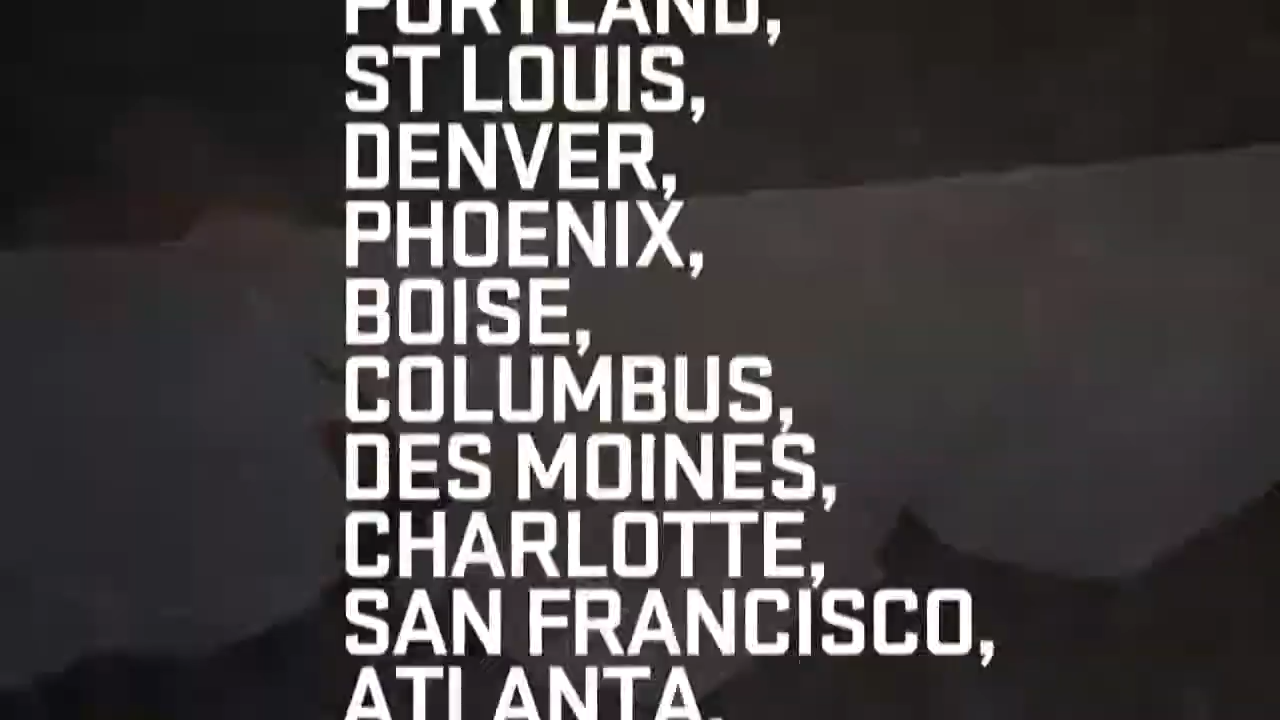 PORTLAND,
ST LOUIS,
DENVER,
PHOENIX,
BOISE,
COLUMBUS,
DES MOINES,
CHARLOTTE,
SAN FRANCISCO,
ATLANTA,